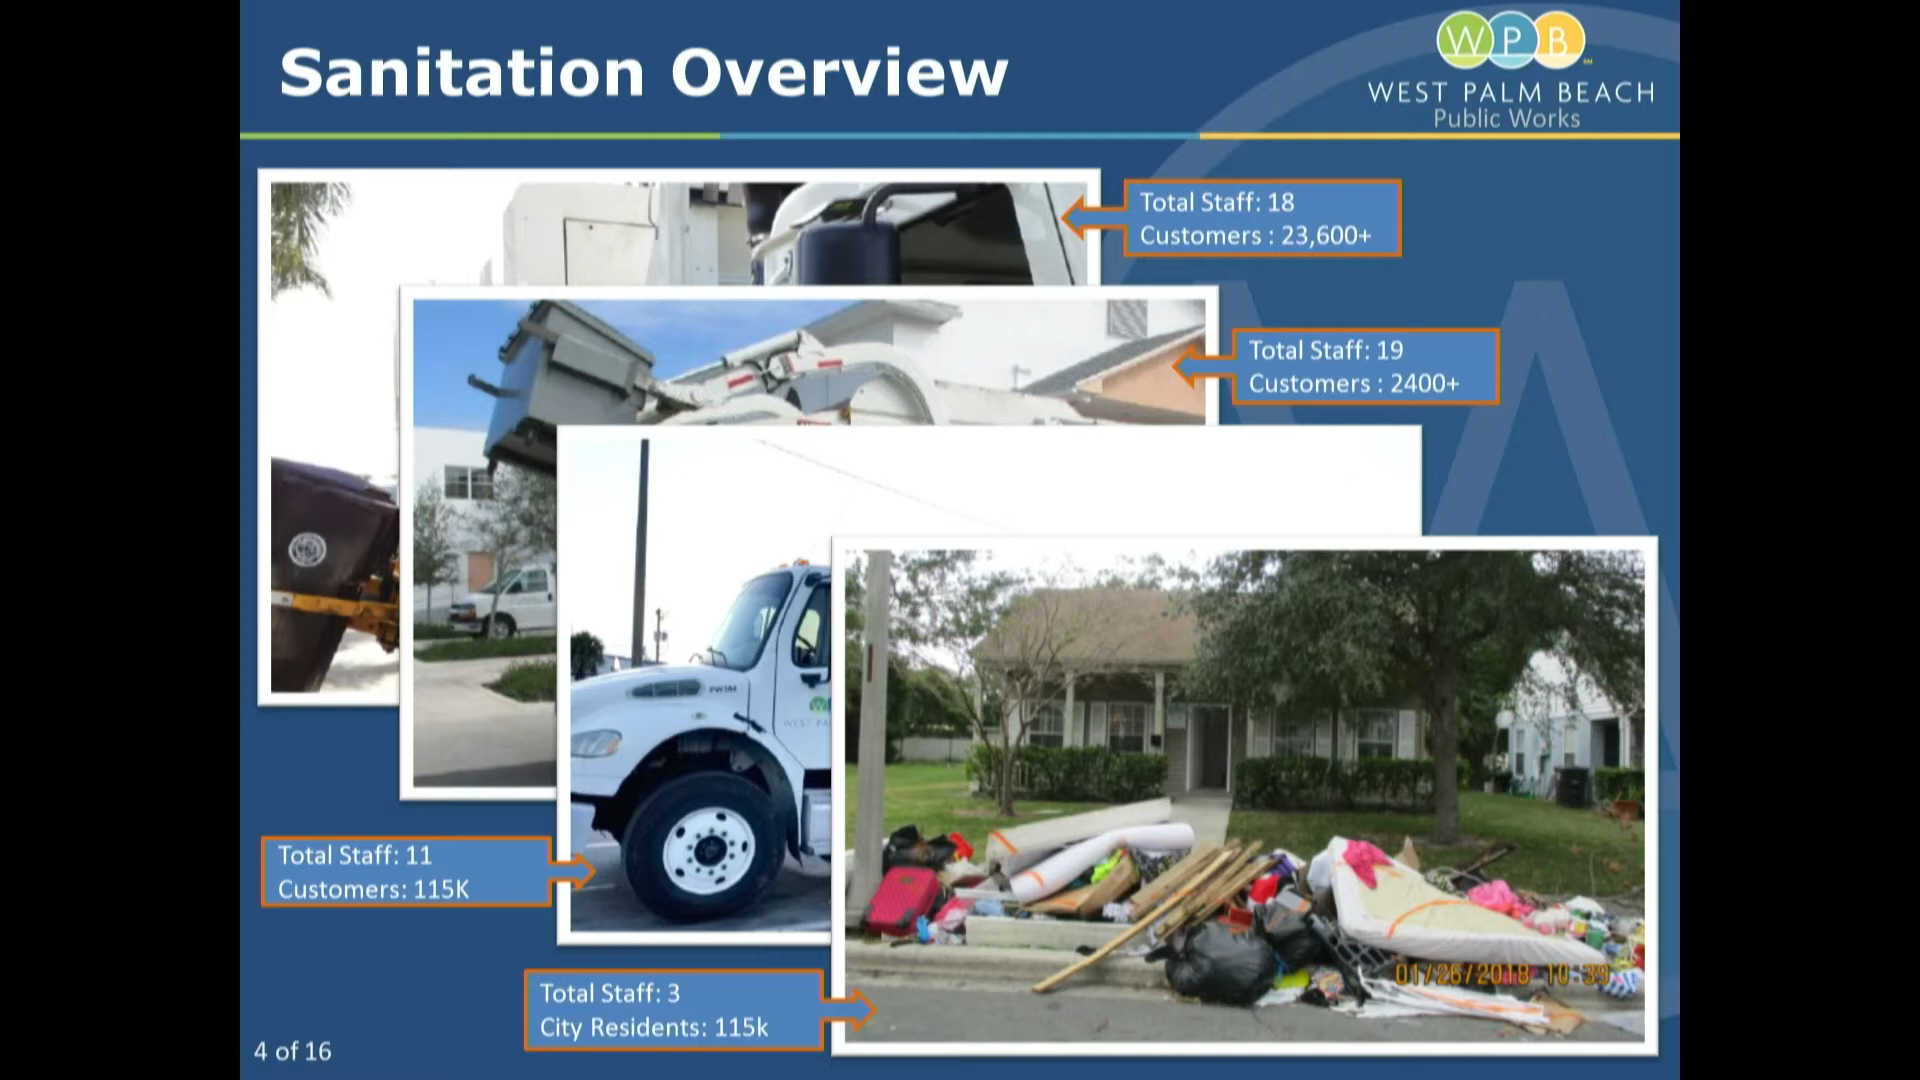 Sanitation Overview
WPB
WEST PALM BEACH
Public Works
Total Staff: 18
Customers : 23,600+
Total Staff: 19
Customers : 2400+
Total Staff: 11
Customers: 115K
Total Staff: 3
City Residents: 115k
01/26/2018 10:39
4 of 16